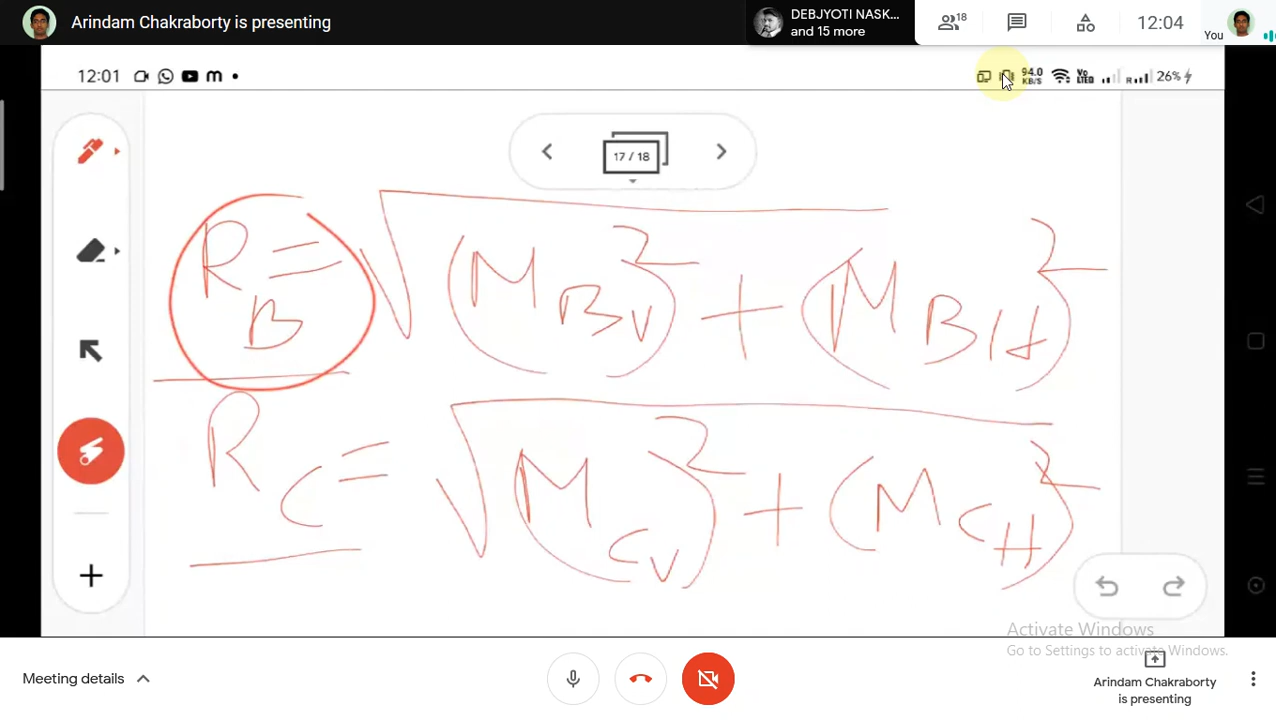 Arindam Chakraborty is presenting
DEBJYOTI NASK...
and 15 more
18
12:04
You
12:01
94.0
KB/S
Vo
LTED
R
26%
17 / 18
R_B = √(M_BV)² + (M_BH)²
R_C = √(M_CV)² + (M_CH)²
Activate Windows
Go to Settings to activate Windows.
Meeting details
Arindam Chakraborty
is presenting